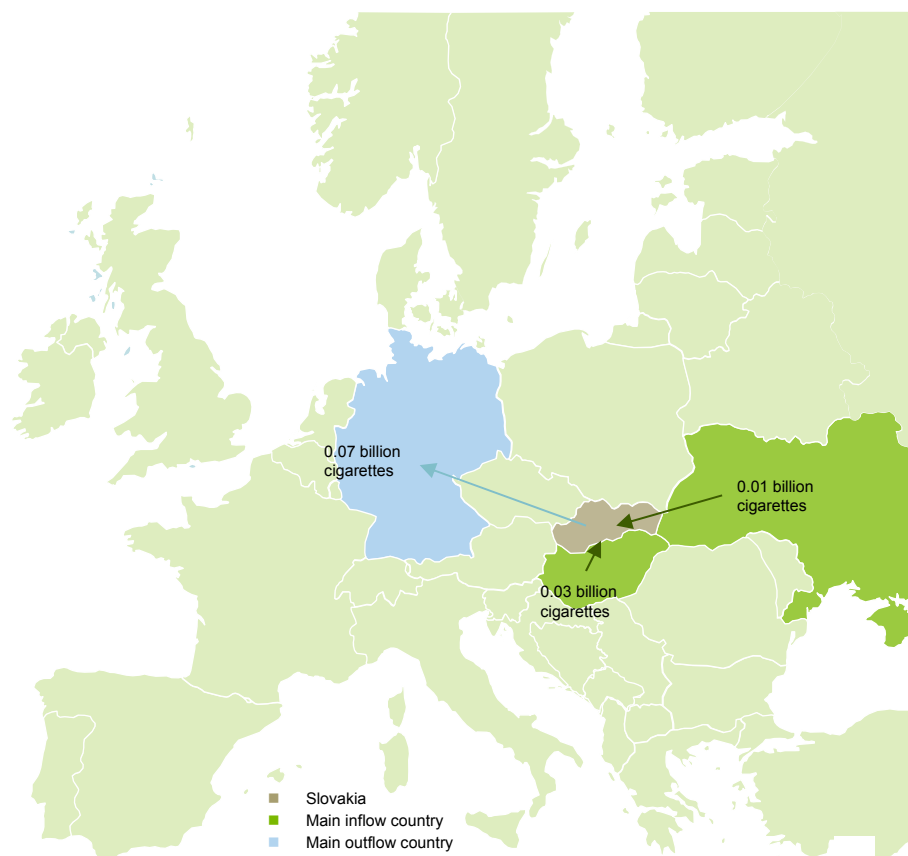 0.07 billion
cigarettes
0.01 billion
cigarettes
0.03 billion
cigarettes
Slovakia
Main inflow country
Main outflow country